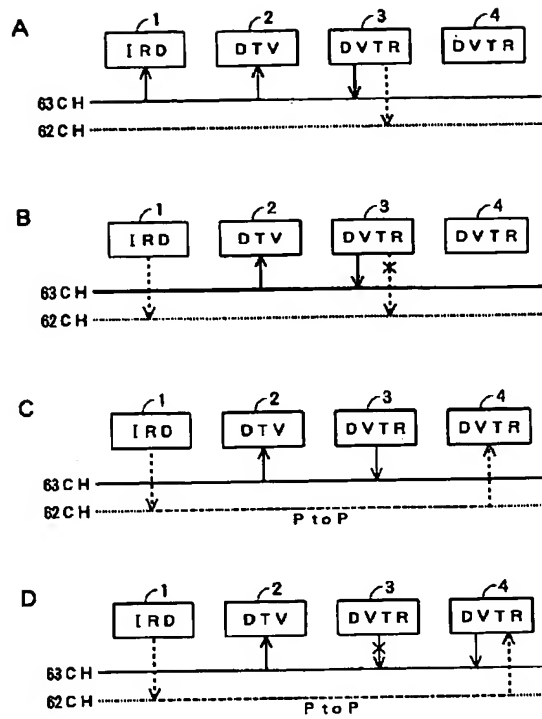 A
1 2 3 4
IRD DTV DVTR DVTR
63CH
62CH
B
1 2 3 4
IRD DTV DVTR DVTR
63CH
62CH
C
1 2 3 4
IRD DTV DVTR DVTR
63CH
62CH
P to P
D
1 2 3 4
IRD DTV DVTR DVTR
63CH
62CH
P to P